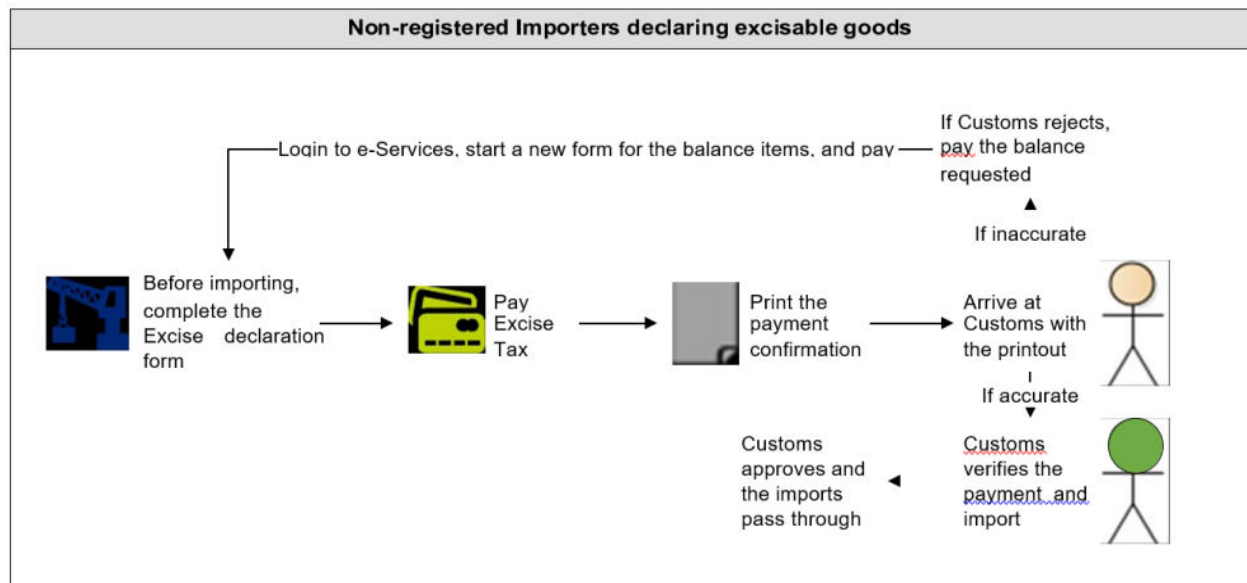 Non-registered Importers declaring excisable goods
If Customs rejects,
pay the balance
requested
Login to e-Services, start a new form for the balance items, and pay
If inaccurate
Before importing,
complete the
Excise declaration
form
Pay
Excise
Tax
Print the
payment
confirmation
Arrive at
Customs with
the printout
If accurate
Customs
verifies the
payment and
import
Customs
approves and
the imports
pass through